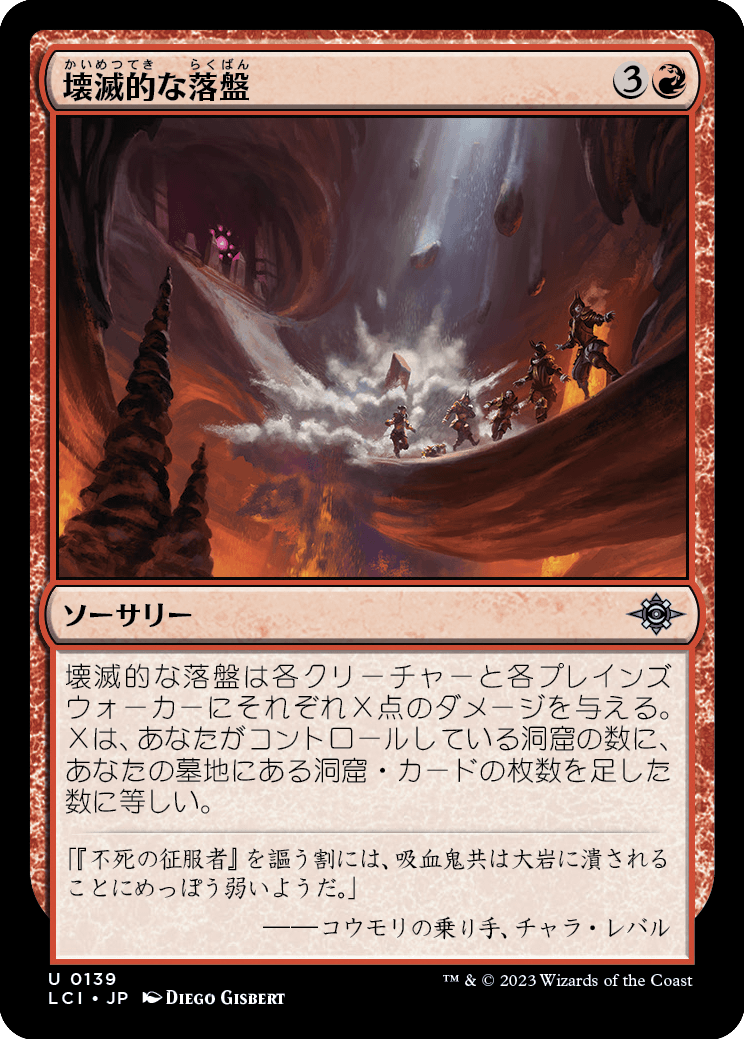 かいめつてき らくばん
壊滅的な落盤 3
ソーサリー
壊滅的な落盤は各クリーチャーと各プレインズ
ウォーカーにそれぞれX点のダメージを与える。
Xは、あなたがコントロールしている洞窟の数に、
あなたの墓地にある洞窟・カードの枚数を足した
数に等しい。
「『不死の征服者』を謳う割には、吸血鬼共は大岩に潰される
ことにめっぽう弱いようだ。」
――コウモリの乗り手、チャラ・レバル
U 0139
LCI • JP Diego Gisbert
™ & © 2023 Wizards of the Coast